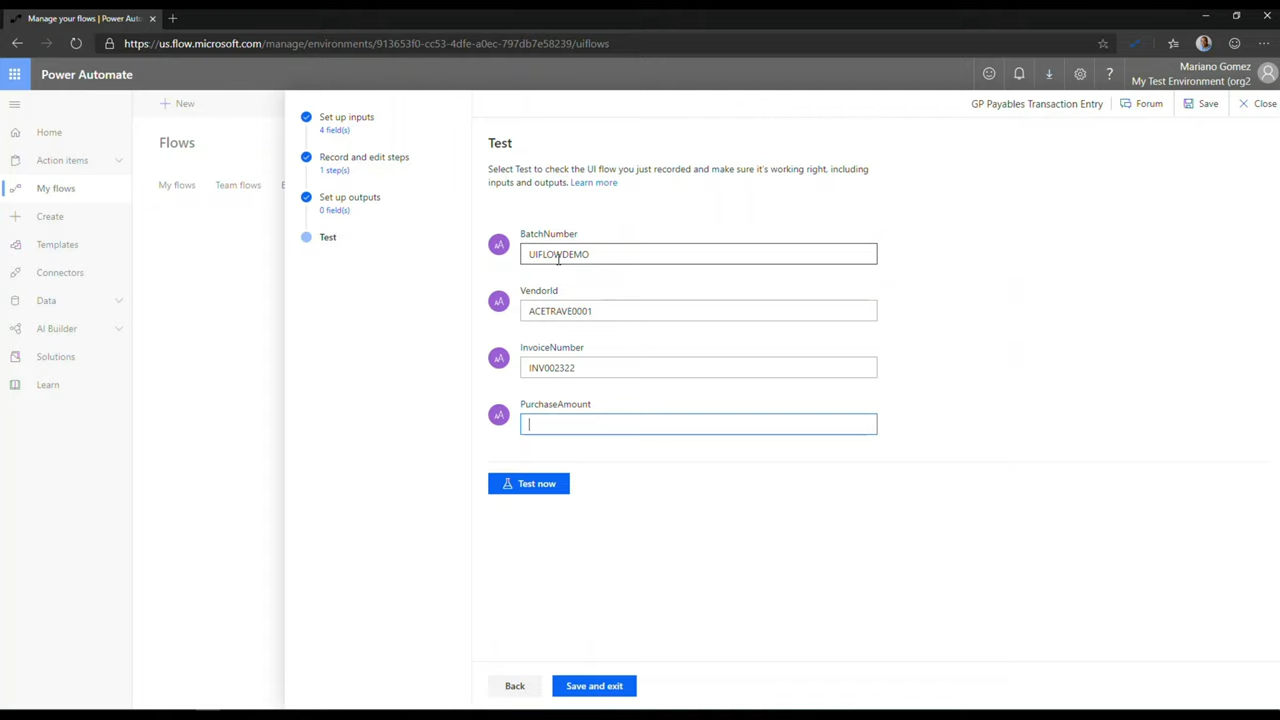 Manage your flows | Power Auto
https://us.flow.microsoft.com/manage/environments/913653f0-cc53-4dfe-a0ec-797db7e58239/uiflows
Power Automate
Mariano Gomez
My Test Environment (org2
Home
Action items
My flows
Create
Templates
Connectors
Data
AI Builder
Solutions
Learn
New
Flows
My flows
Team flows
Set up inputs
4 field(s)
Record and edit steps
1 step(s)
Set up outputs
0 field(s)
Test
GP Payables Transaction Entry
Forum
Save
Close
Test
Select Test to check the UI flow you just recorded and make sure it's working right, including
inputs and outputs. Learn more
BatchNumber
UIFLOWDEMO
VendorId
ACETRAVE0001
InvoiceNumber
INV002322
PurchaseAmount
Test now
Back
Save and exit